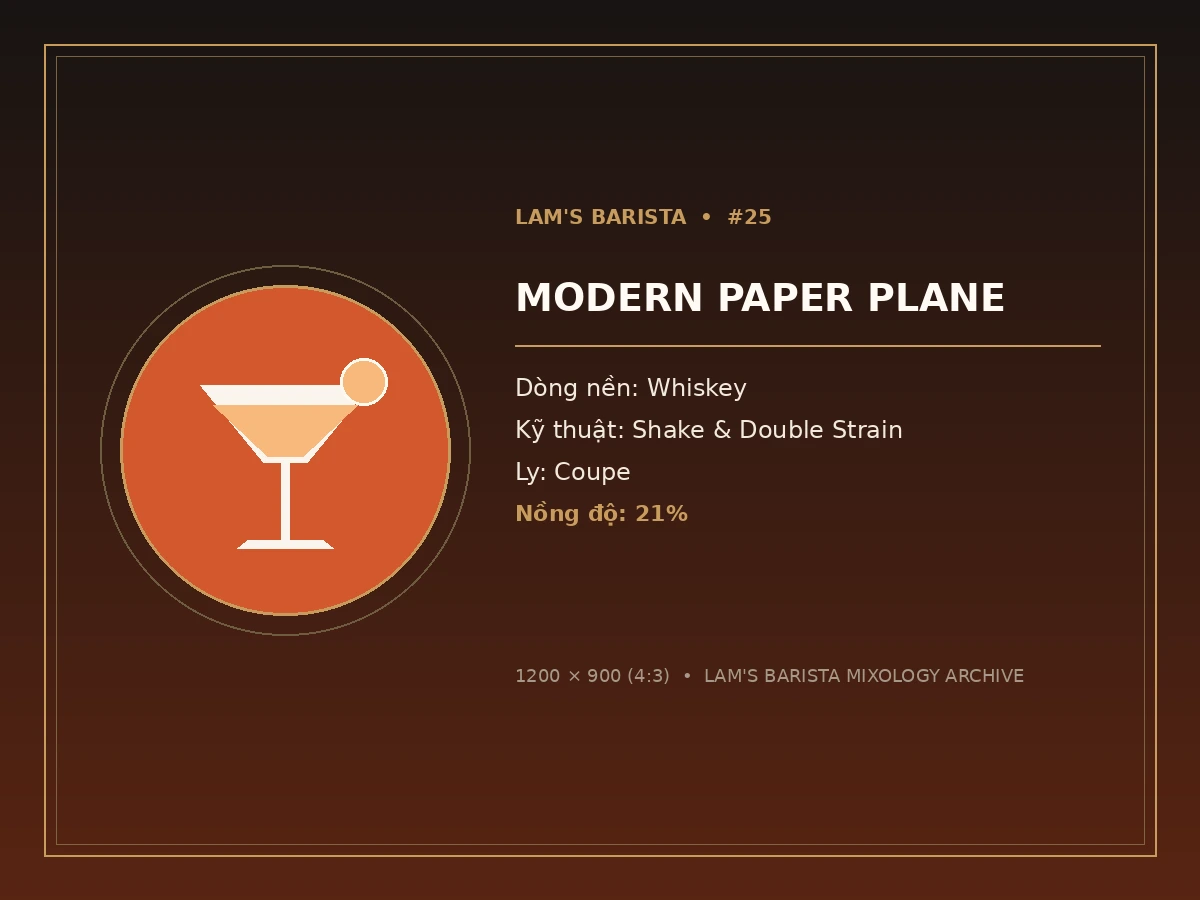 LAM'S BARISTA • #25
MODERN PAPER PLANE
Dòng nền: Whiskey
Kỹ thuật: Shake & Double Strain
Ly: Coupe
Nồng độ: 21%
1200 × 900 (4:3) • LAM'S BARISTA MIXOLOGY ARCHIVE